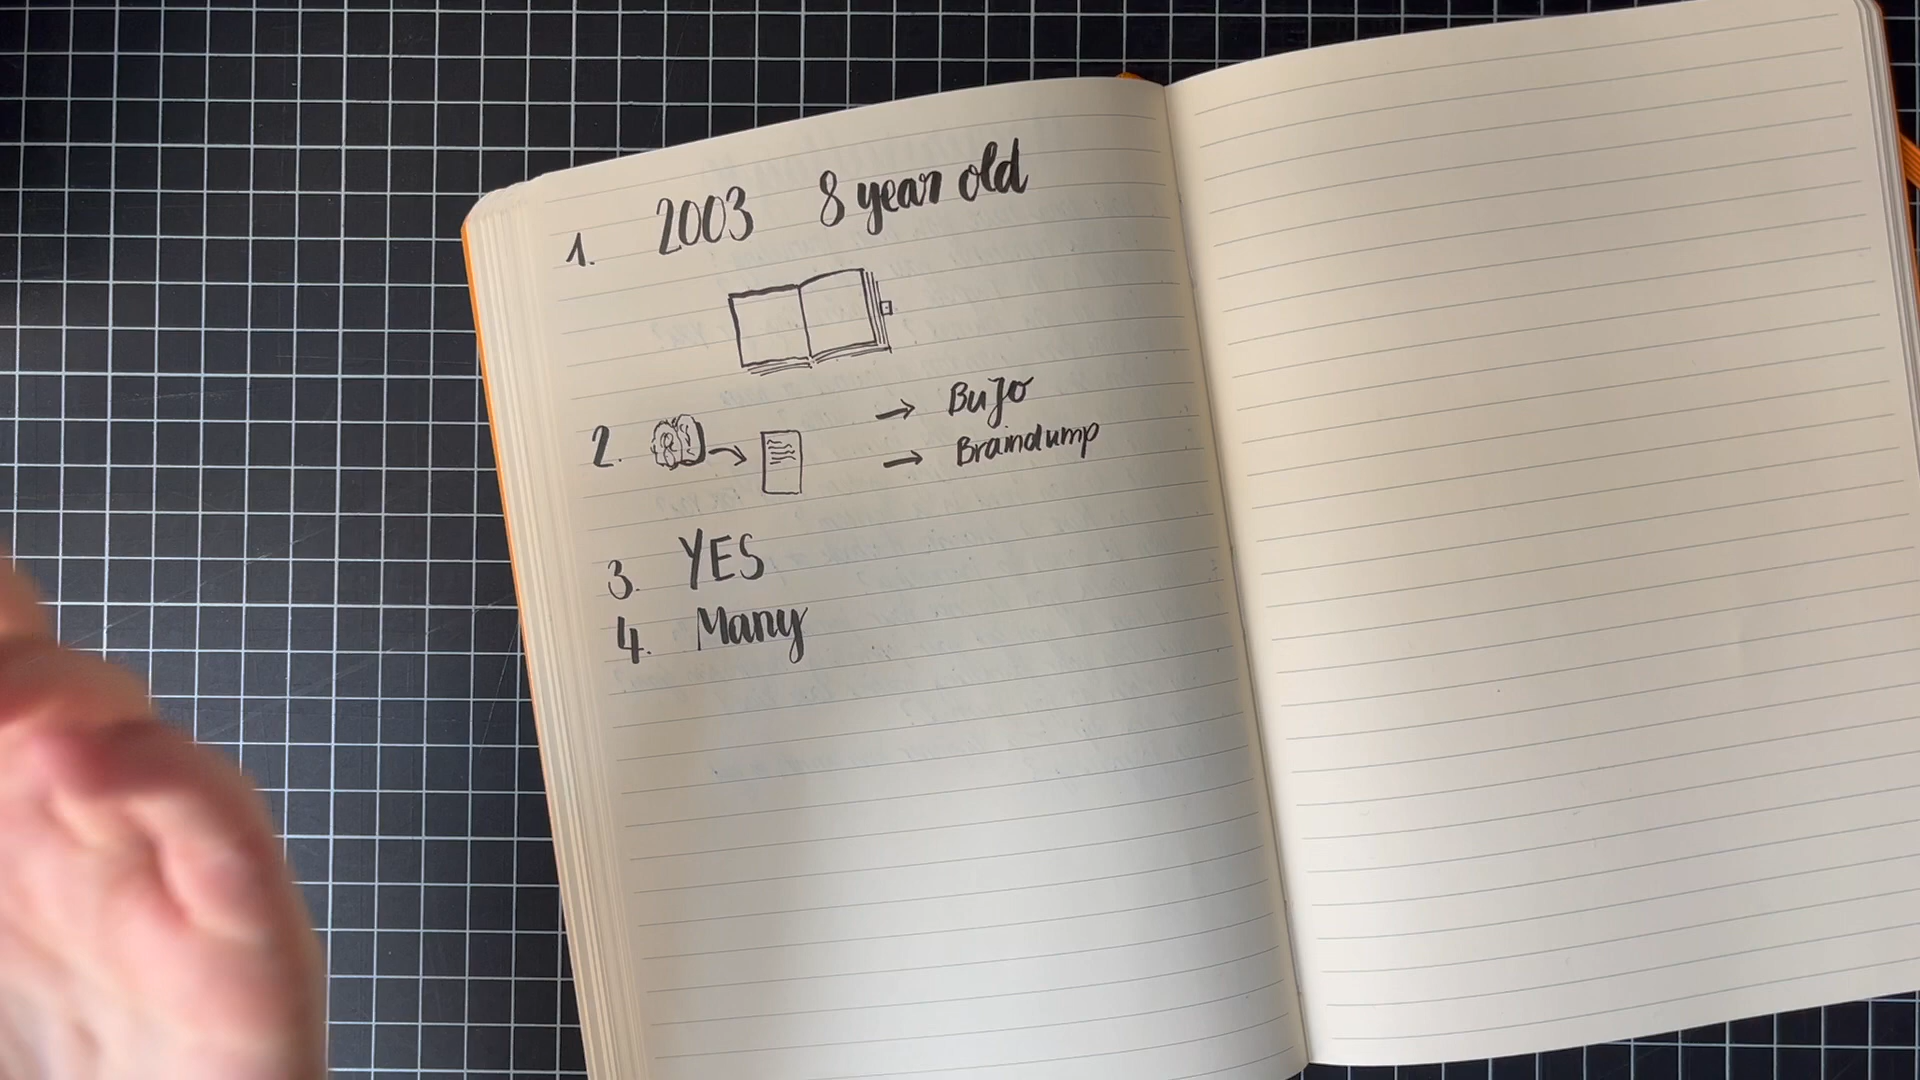 1. 2003 8 year old
2. → BuJo
→ Braindump
3. YES
4. Many